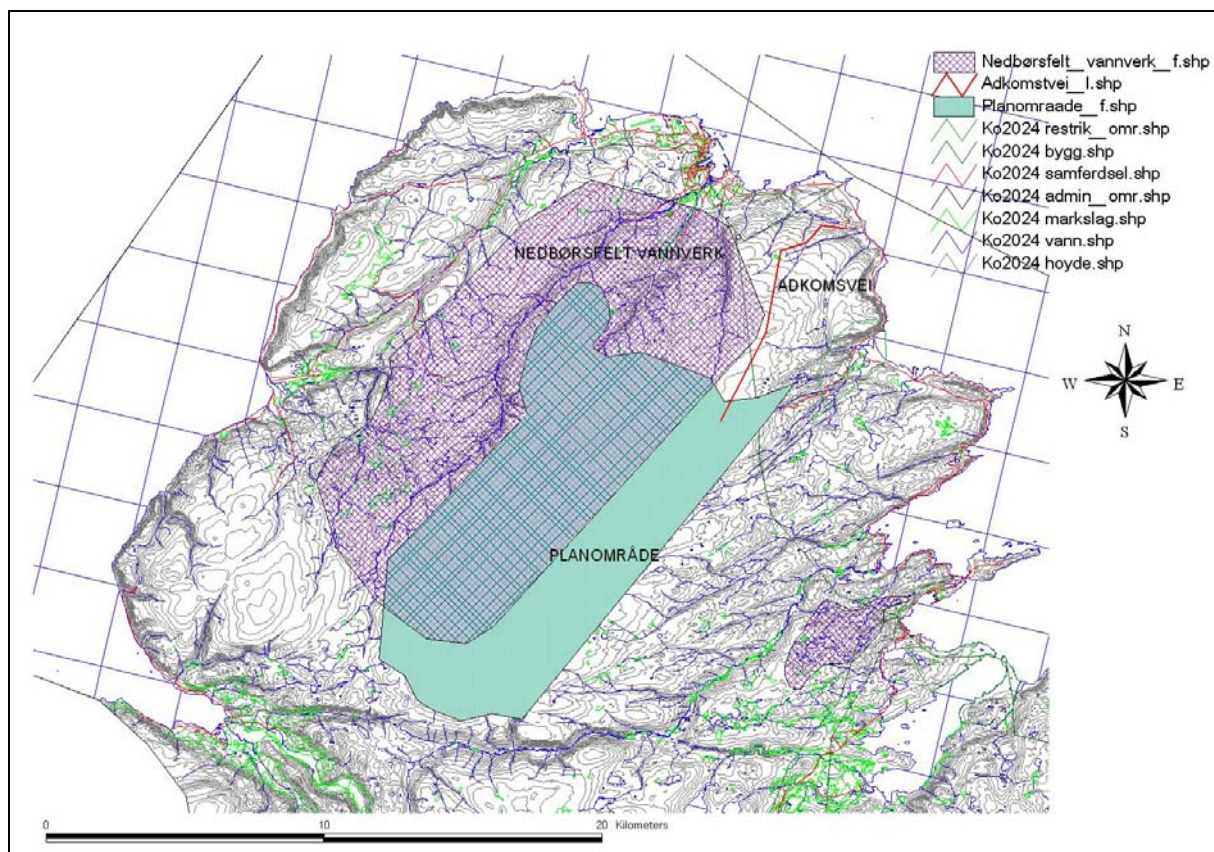 Nedbørsfelt__vannverk__f.shp
Adkomstvei__l.shp
Planomraade__f.shp
Ko2024 restrik__omr.shp
Ko2024 bygg.shp
Ko2024 samferdsel.shp
Ko2024 admin__omr.shp
Ko2024 markslag.shp
Ko2024 vann.shp
Ko2024 hoyde.shp
NEDBØRSFELT VANNVERK
ADKOMSVEI
N
W E
S
PLANOMRÅDE
0 10 20 Kilometers